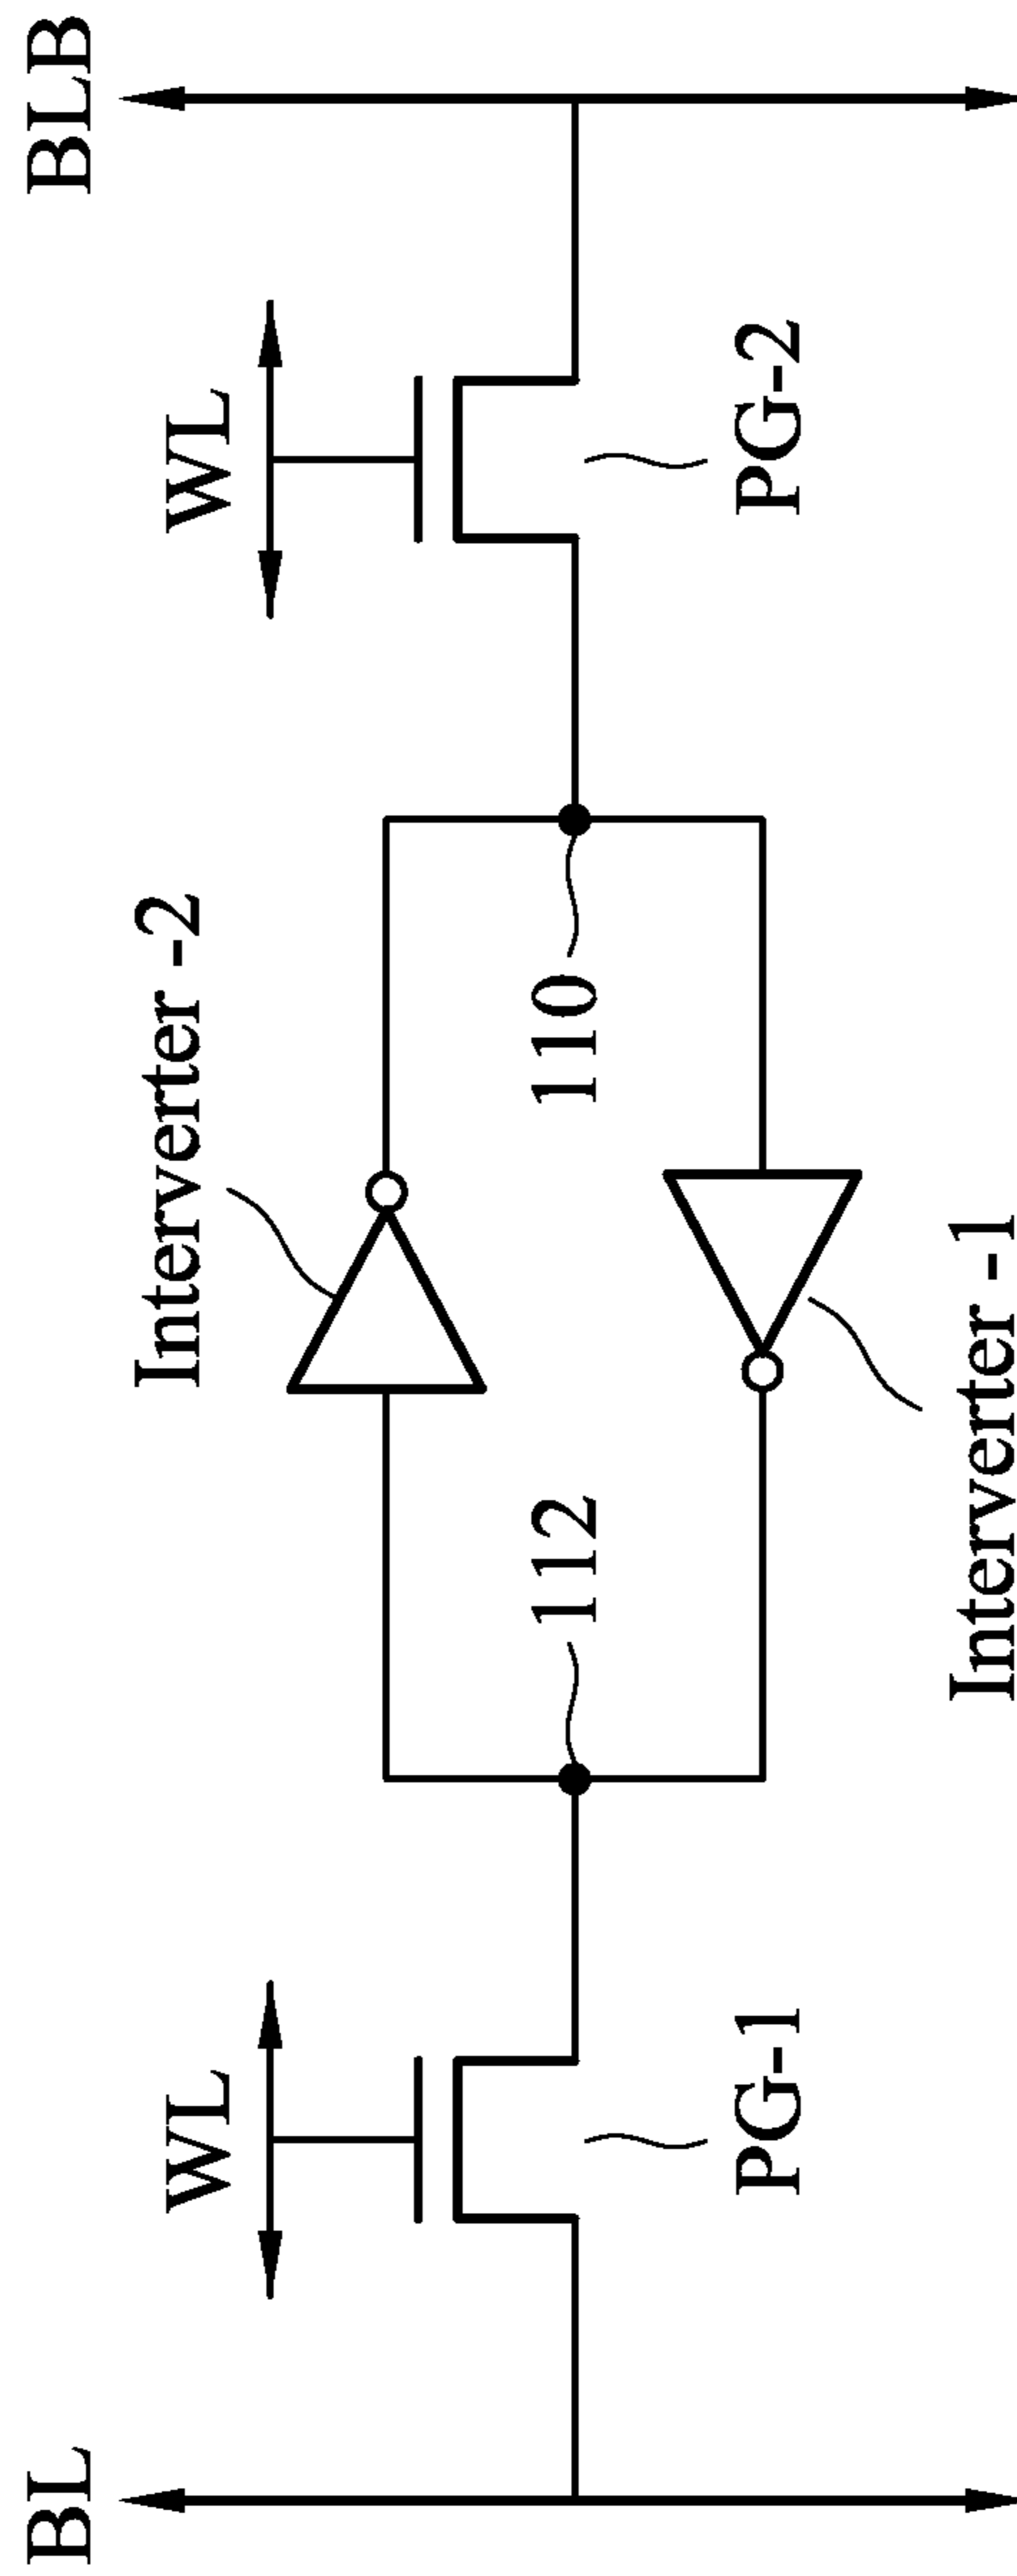 BL
BLB
WL
WL
Interverter -2
112
110
PG-1
PG-2
Interverter -1